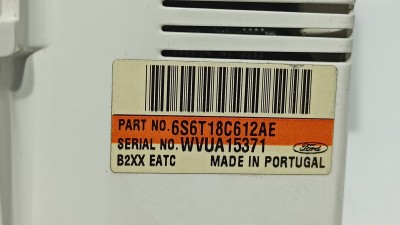 PART NO. 6S6T18C612AE
SERIAL NO. WVUA15371
Ford
B2XX EATC MADE IN PORTUGAL